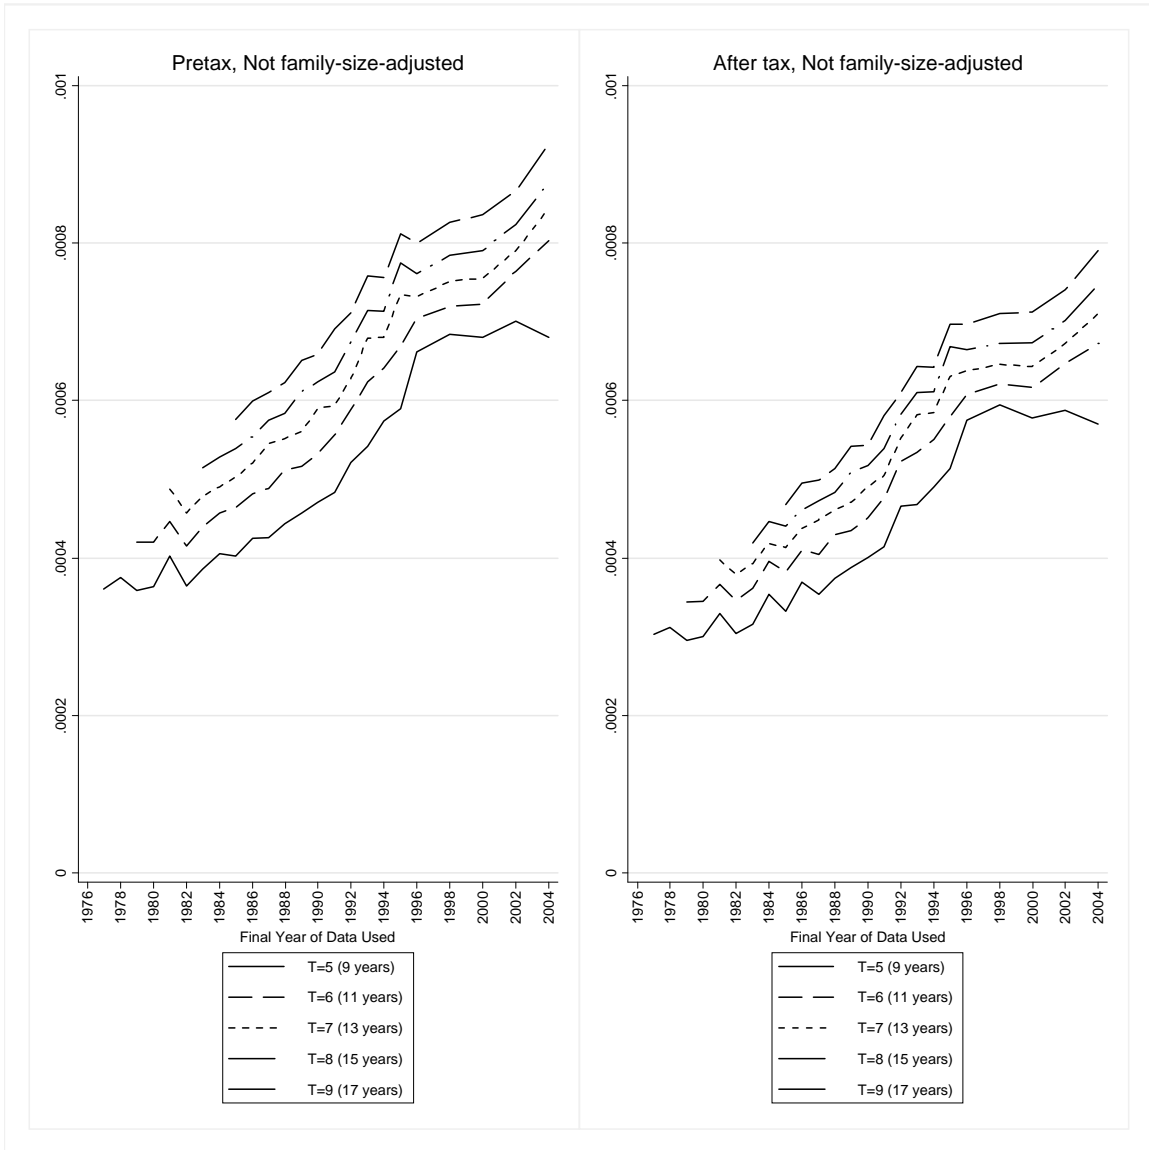 Pretax, Not family-size-adjusted
.001
.0008
.0006
.0004
.0002
0
1976 1978 1980 1982 1984 1986 1988 1990 1992 1994 1996 1998 2000 2002 2004
Final Year of Data Used
T=5 (9 years)
T=6 (11 years)
T=7 (13 years)
T=8 (15 years)
T=9 (17 years)
After tax, Not family-size-adjusted
.001
.0008
.0006
.0004
.0002
0
1976 1978 1980 1982 1984 1986 1988 1990 1992 1994 1996 1998 2000 2002 2004
Final Year of Data Used
T=5 (9 years)
T=6 (11 years)
T=7 (13 years)
T=8 (15 years)
T=9 (17 years)